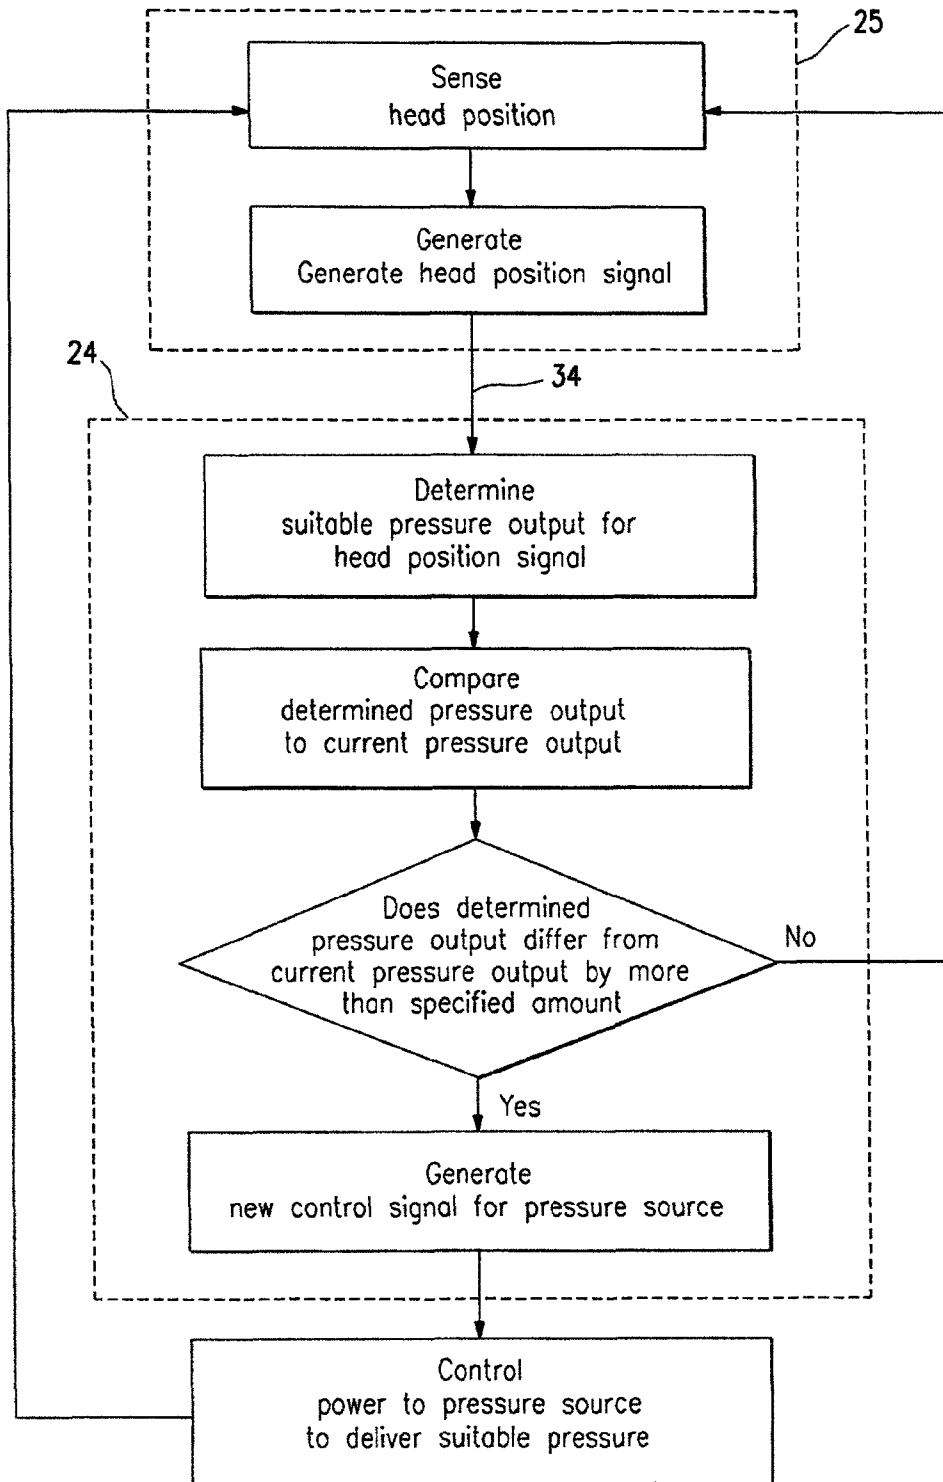 25
Sense
head position
Generate
Generate head position signal
24
34
Determine
suitable pressure output for
head position signal
Compare
determined pressure output
to current pressure output
Does determined
pressure output differ from
current pressure output by more
than specified amount
No
Yes
Generate
new control signal for pressure source
Control
power to pressure source
to deliver suitable pressure